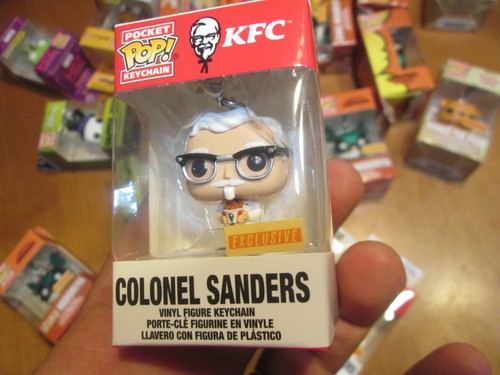 POCKET
POP!
KEYCHAIN
KFC
EXCLUSIVE
COLONEL SANDERS
VINYL FIGURE KEYCHAIN
PORTE-CLÉ FIGURINE EN VINYLE
LLAVERO CON FIGURA DE PLÁSTICO